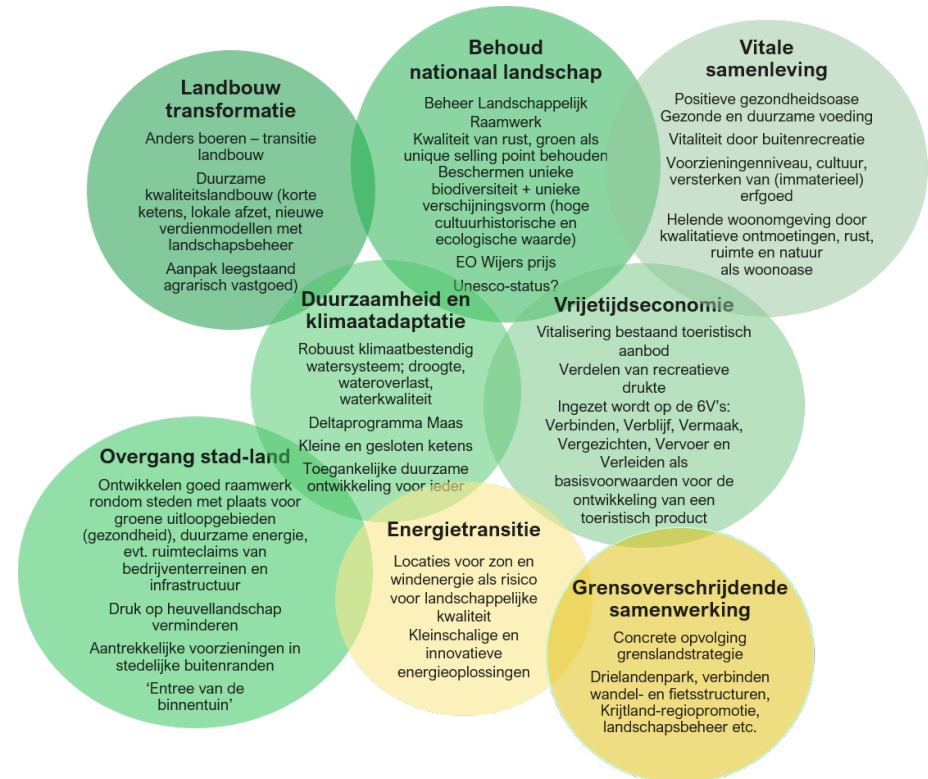 Landbouw
transformatie
Anders boeren – transitie
landbouw
Duurzame
kwaliteitslandbouw (korte
ketens, lokale afzet, nieuwe
verdienmodellen met
landschapsbeheer
Aanpak leegstaand
agrarisch vastgoed)
Behoud
nationaal landschap
Beheer Landschappelijk
Raamwerk
Kwaliteit van rust, groen als
unique selling point behouden
Beschermen unieke
biodiversiteit + unieke
verschijningsvorm (hoge
cultuurhistorische en
ecologische waarde)
EO Wijers prijs
Unesco-status?
Vitale
samenleving
Positieve gezondheidsoase
Gezonde en duurzame voeding
Vitaliteit door buitenrecreatie
Voorzieningenniveau, cultuur,
versterken van (immaterieel)
erfgoed
Helende woonomgeving door
kwalitatieve ontmoetingen, rust,
ruimte en natuur
als woonoase
Duurzaamheid en
klimaatadaptatie
Robuust klimaatbestendig
watersysteem; droogte,
wateroverlast,
waterkwaliteit
Deltaprogramma Maas
Kleine en gesloten ketens
Toegankelijke duurzame
ontwikkeling voor ieder
Vrijetijdseconomie
Vitalisering bestaand toeristisch
aanbod
Verdelen van recreatieve
drukte
Ingezet wordt op de 6V’s:
Verbinden, Verblijf, Vermaak,
Vergezichten, Vervoer en
Verleiden als
basisvoorwaarden voor de
ontwikkeling van een
toeristisch product
Overgang stad-land
Ontwikkelen goed raamwerk
rondom steden met plaats voor
groene uitloopgebieden
(gezondheid), duurzame energie,
evt. ruimteclaims van
bedrijventerreinen en
infrastructuur
Druk op heuvellandschap
verminderen
Aantrekkelijke voorzieningen in
stedelijke buitenranden
‘Entree van de
binnentuin’
Energietransitie
Locaties voor zon en
windenergie als risico
voor landschappelijke
kwaliteit
Kleinschalige en
innovatieve
energieoplossingen
Grensoverschrijdende
samenwerking
Concrete opvolging
grenslandstrategie
Drielandenpark, verbinden
wandel- en fietsstructuren,
Krijtland-regiopromotie,
landschapsbeheer etc.